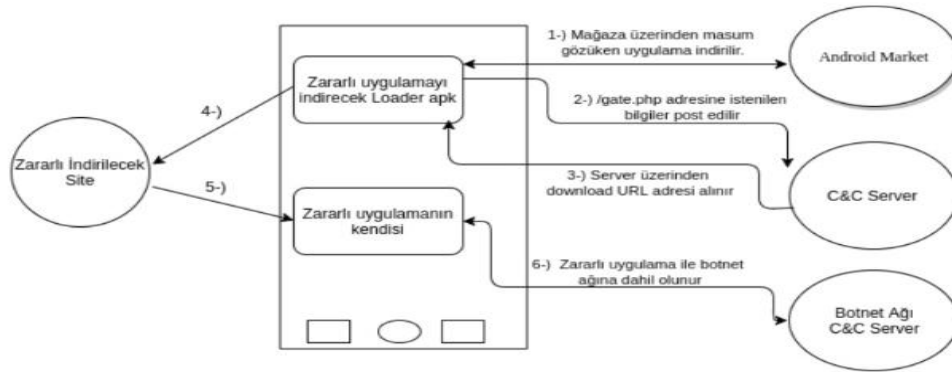 1-) Mağaza üzerinden masum
gözüken uygulama indirilir.
Android Market
Zararlı uygulamayı
indirecek Loader apk
2-) /gate.php adresine istenilen
bilgiler post edilir
4-)
Zararlı İndirilecek
Site
3-) Server üzerinden
download URL adresi alınır
C&C Server
5-)
Zararlı uygulamanın
kendisi
6-) Zararlı uygulama ile botnet
ağına dahil olunur
Botnet Ağı
C&C Server